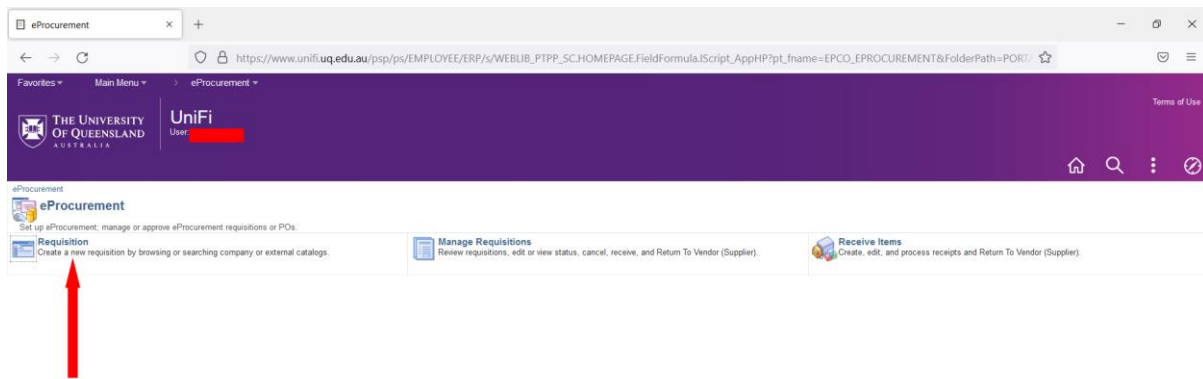 eProcurement
https://www.unifi.uq.edu.au/psp/ps/EMPLOYEE/ERP/s/WEBLIB_PTPP_SC.HOMEPAGE.FieldFormula.IScript_AppHP?pt_fname=EPCO_EPROCUREMENT&FolderPath=PORT
Favorites Main Menu > eProcurement
Terms of Use
THE UNIVERSITY
OF QUEENSLAND
AUSTRALIA
UniFi
User:
eProcurement
eProcurement
Set up eProcurement; manage or approve eProcurement requisitions or POs.
Requisition
Create a new requisition by browsing or searching company or external catalogs.
Manage Requisitions
Review requisitions, edit or view status, cancel, receive, and Return To Vendor (Supplier).
Receive Items
Create, edit, and process receipts and Return To Vendor (Supplier).